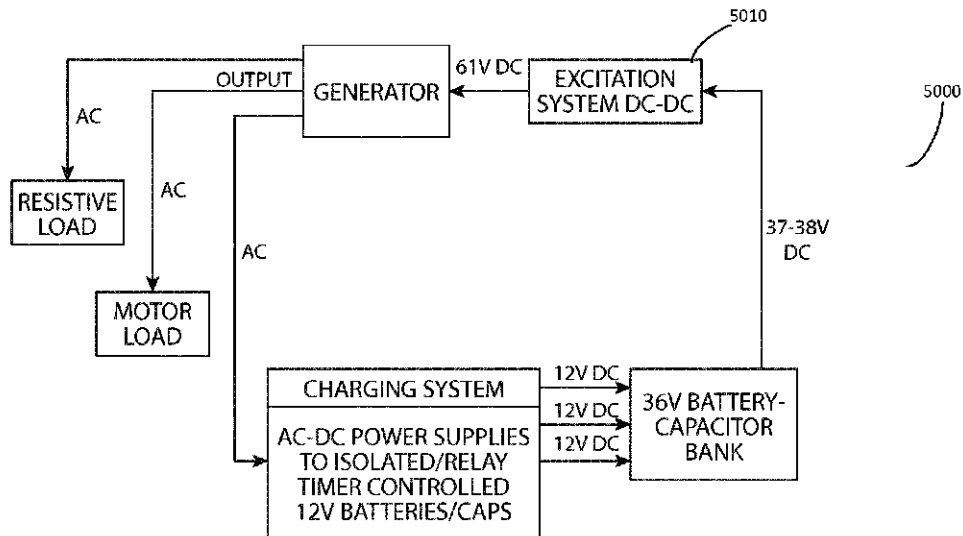 5010
61V DC
EXCITATION
SYSTEM DC-DC
OUTPUT
GENERATOR
5000
AC
AC
RESISTIVE
LOAD
37-38V
DC
AC
MOTOR
LOAD
CHARGING SYSTEM
12V DC
12V DC
12V DC
36V BATTERY-
CAPACITOR
BANK
AC-DC POWER SUPPLIES
TO ISOLATED/RELAY
TIMER CONTROLLED
12V BATTERIES/CAPS